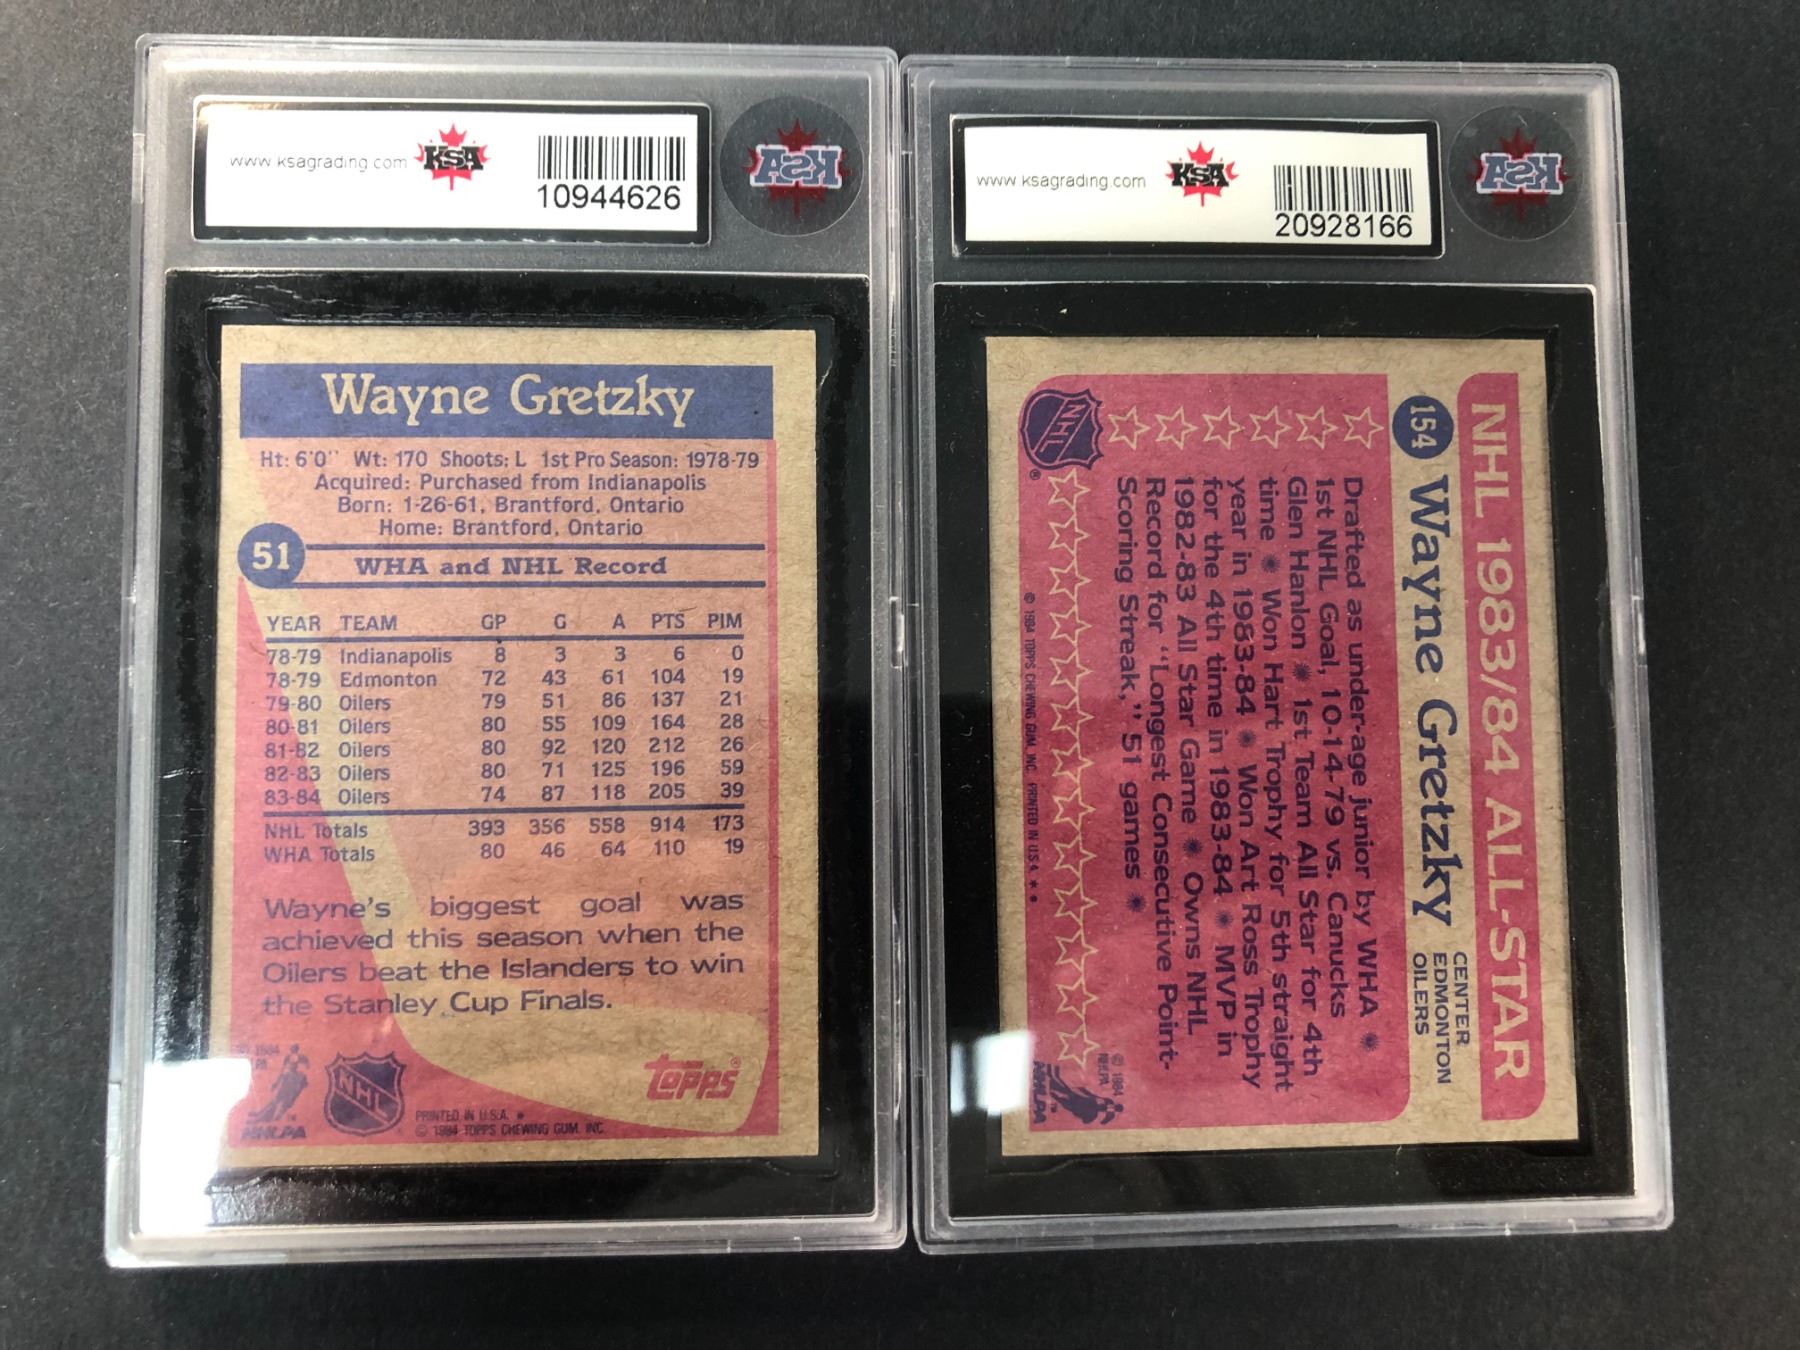 www.ksagrading.com KSA
10944626
KSA
Wayne Gretzky
Ht: 6'0" Wt: 170 Shoots: L 1st Pro Season: 1978-79
Acquired: Purchased from Indianapolis
Born: 1-26-61, Brantford, Ontario
Home: Brantford, Ontario
51
WHA and NHL Record
YEAR TEAM GP G A PTS PIM
78-79 Indianapolis 8 3 3 6 0
78-79 Edmonton 72 43 61 104 19
79-80 Oilers 79 51 86 137 21
80-81 Oilers 80 55 109 164 28
81-82 Oilers 80 92 120 212 26
82-83 Oilers 80 71 125 196 59
83-84 Oilers 74 87 118 205 39
NHL Totals 393 356 558 914 173
WHA Totals 80 46 64 110 19
Wayne's biggest goal was
achieved this season when the
Oilers beat the Islanders to win
the Stanley Cup Finals.
© 1984
NHLPA
NHL
topps®
PRINTED IN U.S.A. *
© 1984 TOPPS CHEWING GUM, INC.
www.ksagrading.com KSA
20928166
KSA
NHL 1983/84 ALL-STAR
154 Wayne Gretzky
CENTER
EDMONTON
OILERS
Drafted as under-age junior by WHA
1st NHL Goal, 10-14-79 vs. Canucks
Glen Hanlon * 1st Team All Star for 4th
time * Won Hart Trophy for 5th straight
year in 1983-84 * Won Art Ross Trophy
for the 4th time in 1983-84 * MVP in
1982-83 All Star Game * Owns NHL
Record for "Longest Consecutive Point-
Scoring Streak," 51 games *
NHL ®
© 1984
NHLPA
NHLPA
© 1984 TOPPS CHEWING GUM, INC. PRINTED IN U.S.A. * *